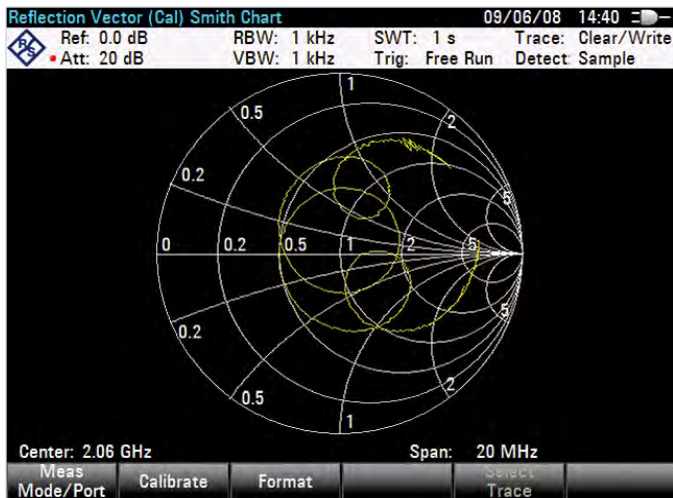 Reflection Vector (Cal) Smith Chart 09/06/08 14:40
R&S Ref: 0.0 dB RBW: 1 kHz SWT: 1 s Trace: Clear/Write
Att: 20 dB VBW: 1 kHz Trig: Free Run Detect: Sample
1
0.5 2
0.2 5
0 0.2 0.5 1 2 5
0.2 5
0.5 2
1
Center: 2.06 GHz Span: 20 MHz
Meas Mode/Port Calibrate Format Select Trace